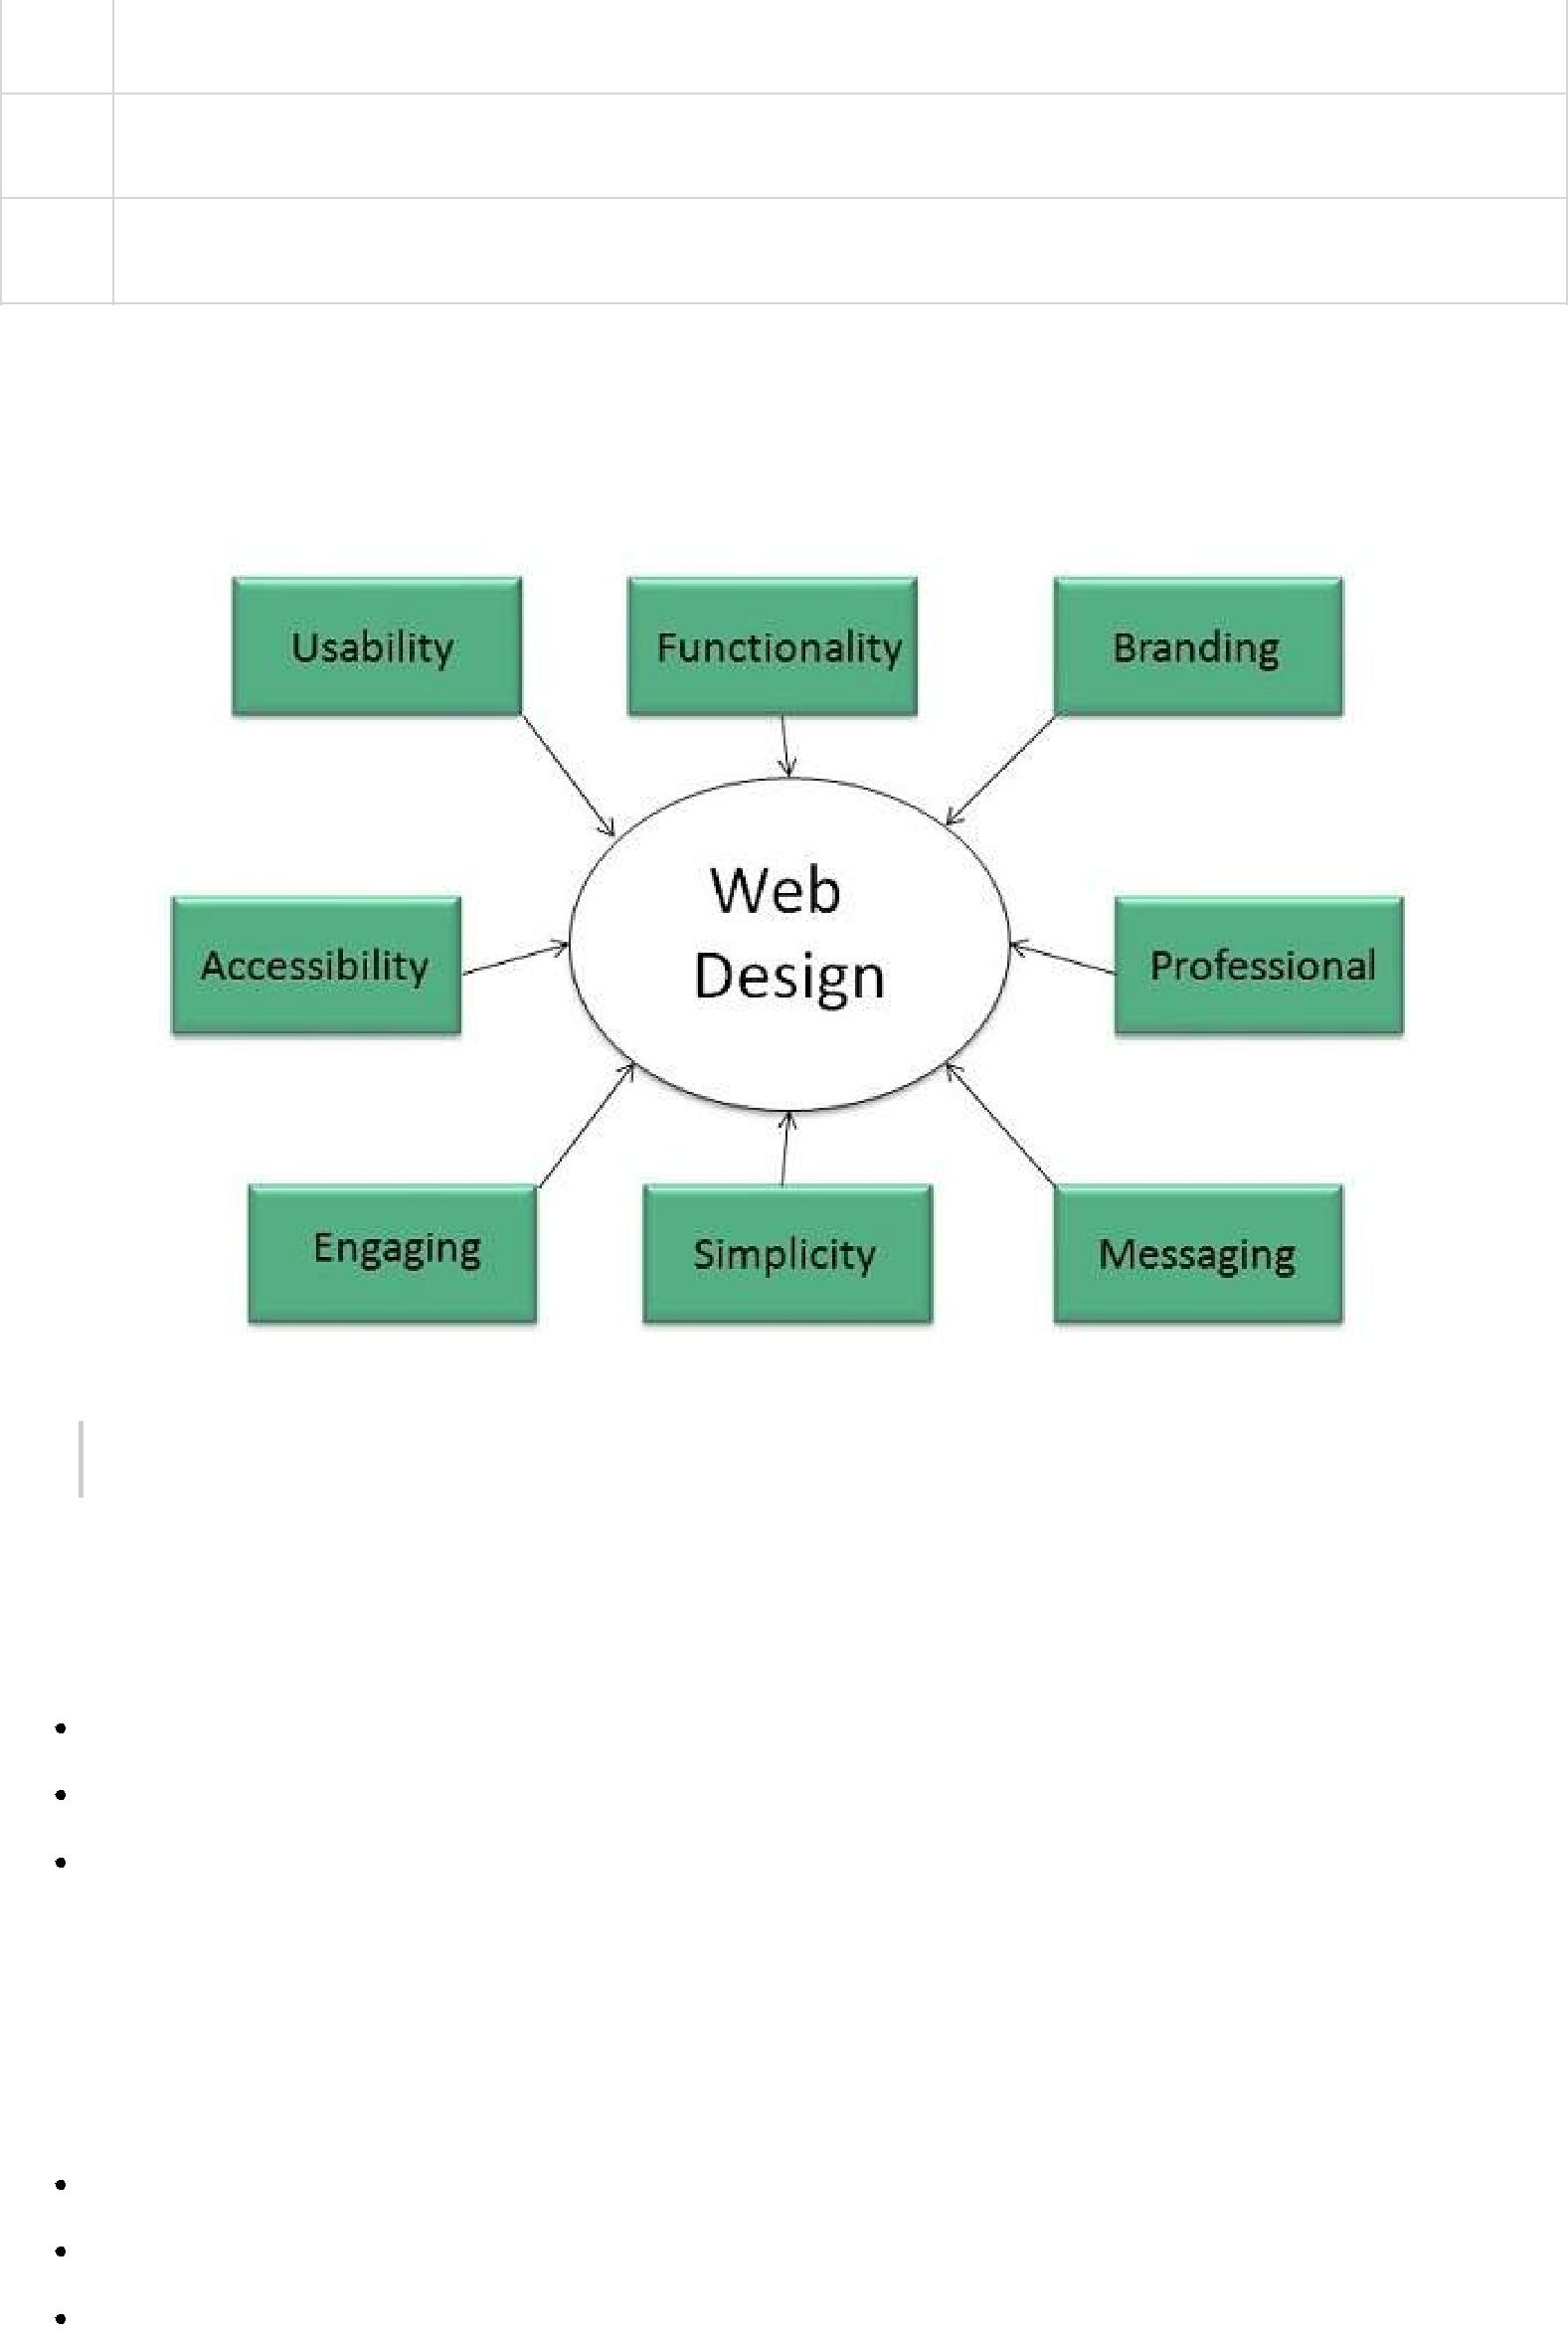 Usability
Functionality
Branding
Web
Design
Accessibility
Professional
Engaging
Simplicity
Messaging